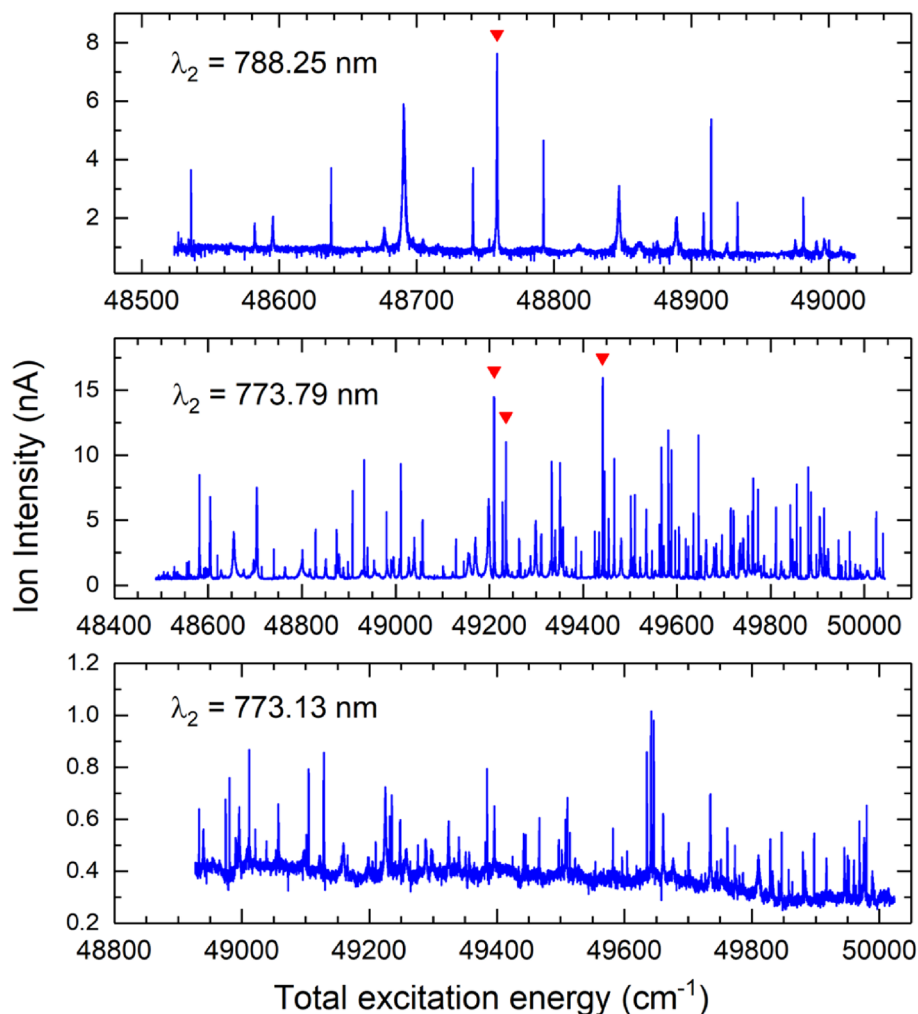 λ₂ = 788.25 nm
8
6
4
2
48500 48600 48700 48800 48900 49000
Ion Intensity (nA)
λ₂ = 773.79 nm
15
10
5
0
48400 48600 48800 49000 49200 49400 49600 49800 50000
λ₂ = 773.13 nm
1.2
1.0
0.8
0.6
0.4
0.2
48800 49000 49200 49400 49600 49800 50000
Total excitation energy (cm⁻¹)